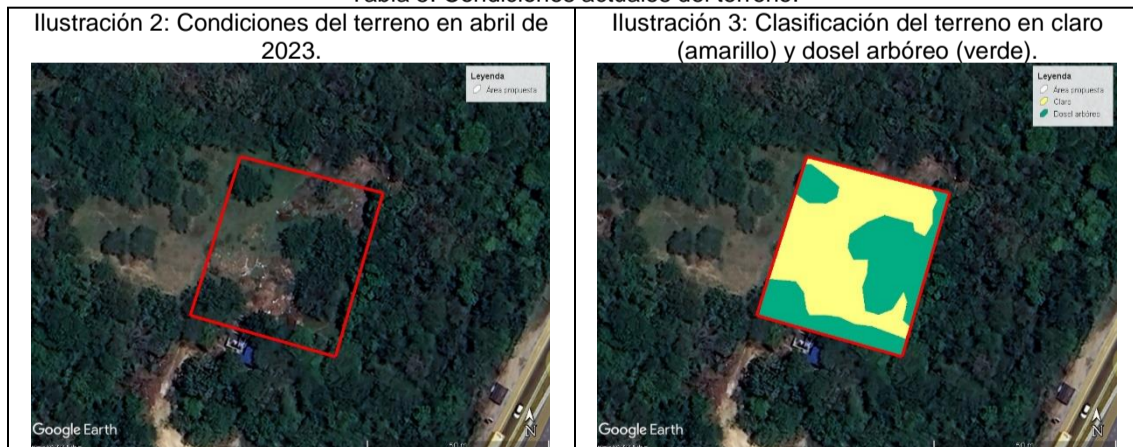 Tabla 3: Condiciones actuales del terreno.
Ilustración 2: Condiciones del terreno en abril de
2023.
Leyenda
Área propuesta
Google Earth
N
Ilustración 3: Clasificación del terreno en claro
(amarillo) y dosel arbóreo (verde).
Leyenda
Área propuesta
Claro
Dosel arbóreo
Google Earth
N